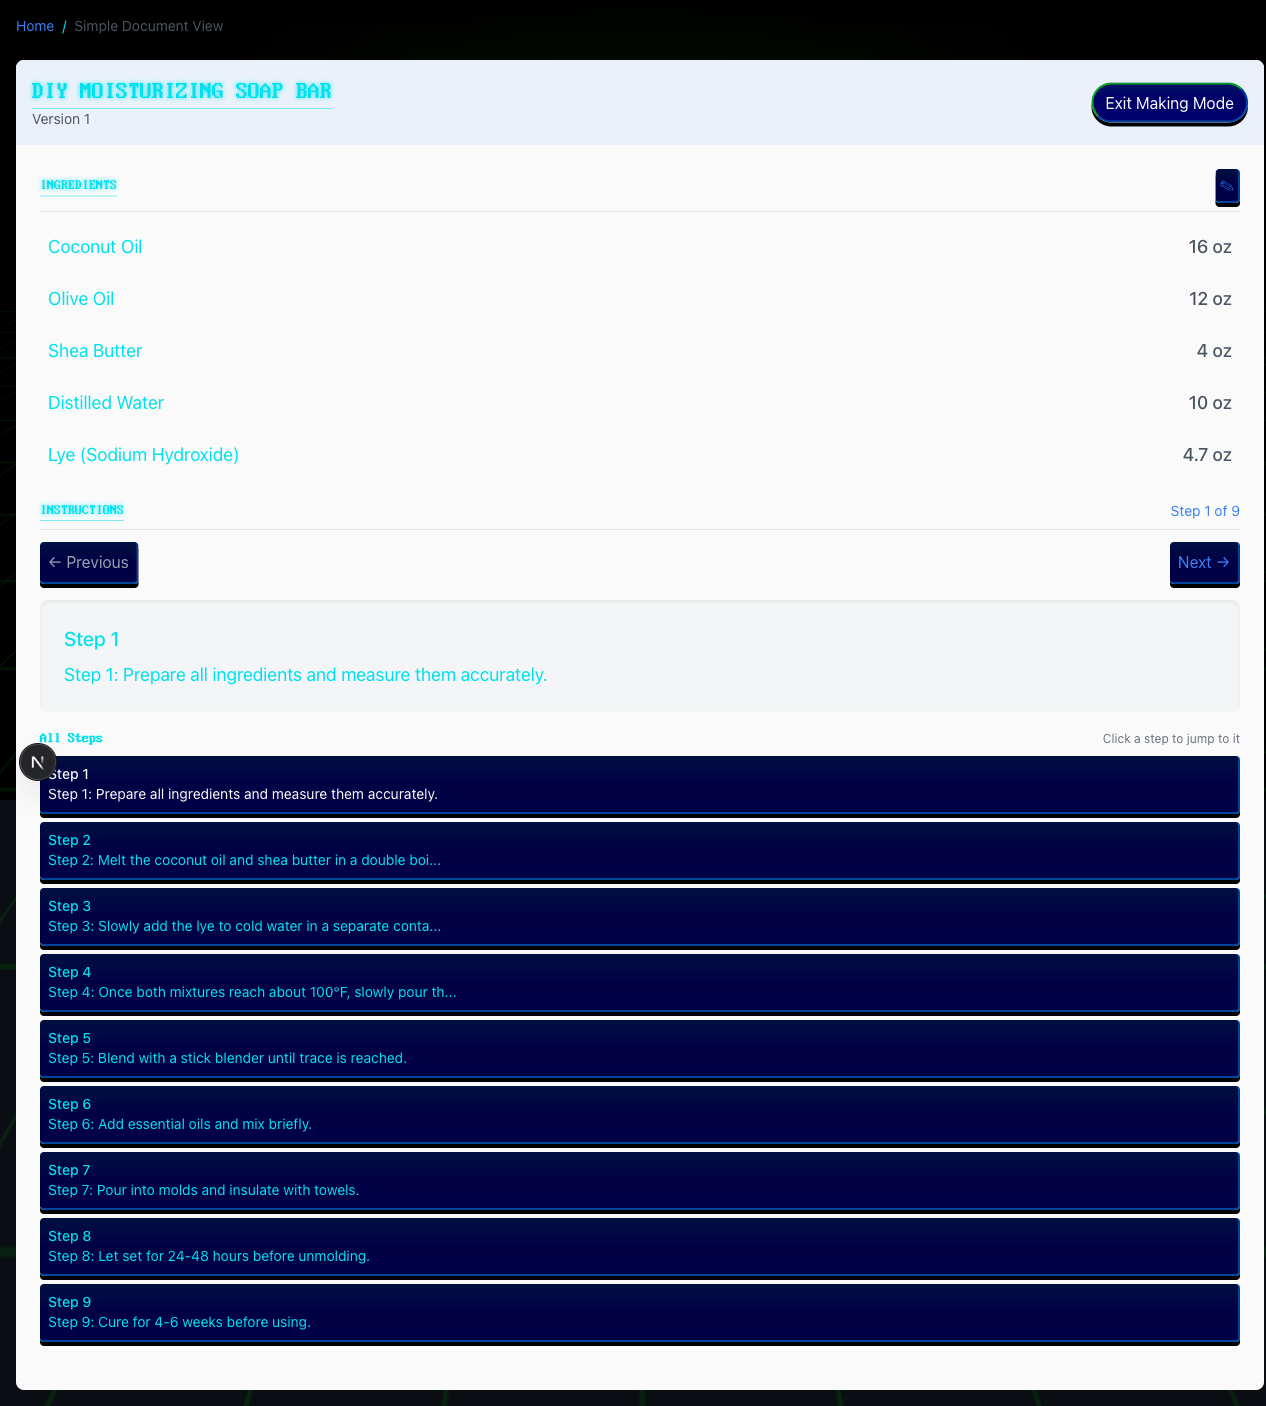 Home / Simple Document View
DIY MOISTURIZING SOAP BAR
Version 1
Exit Making Mode
INGREDIENTS
Coconut Oil 16 oz
Olive Oil 12 oz
Shea Butter 4 oz
Distilled Water 10 oz
Lye (Sodium Hydroxide) 4.7 oz
INSTRUCTIONS
Step 1 of 9
← Previous
Next →
Step 1
Step 1: Prepare all ingredients and measure them accurately.
All Steps
Click a step to jump to it
N
Step 1
Step 1: Prepare all ingredients and measure them accurately.
Step 2
Step 2: Melt the coconut oil and shea butter in a double boi...
Step 3
Step 3: Slowly add the lye to cold water in a separate conta...
Step 4
Step 4: Once both mixtures reach about 100°F, slowly pour th...
Step 5
Step 5: Blend with a stick blender until trace is reached.
Step 6
Step 6: Add essential oils and mix briefly.
Step 7
Step 7: Pour into molds and insulate with towels.
Step 8
Step 8: Let set for 24-48 hours before unmolding.
Step 9
Step 9: Cure for 4-6 weeks before using.